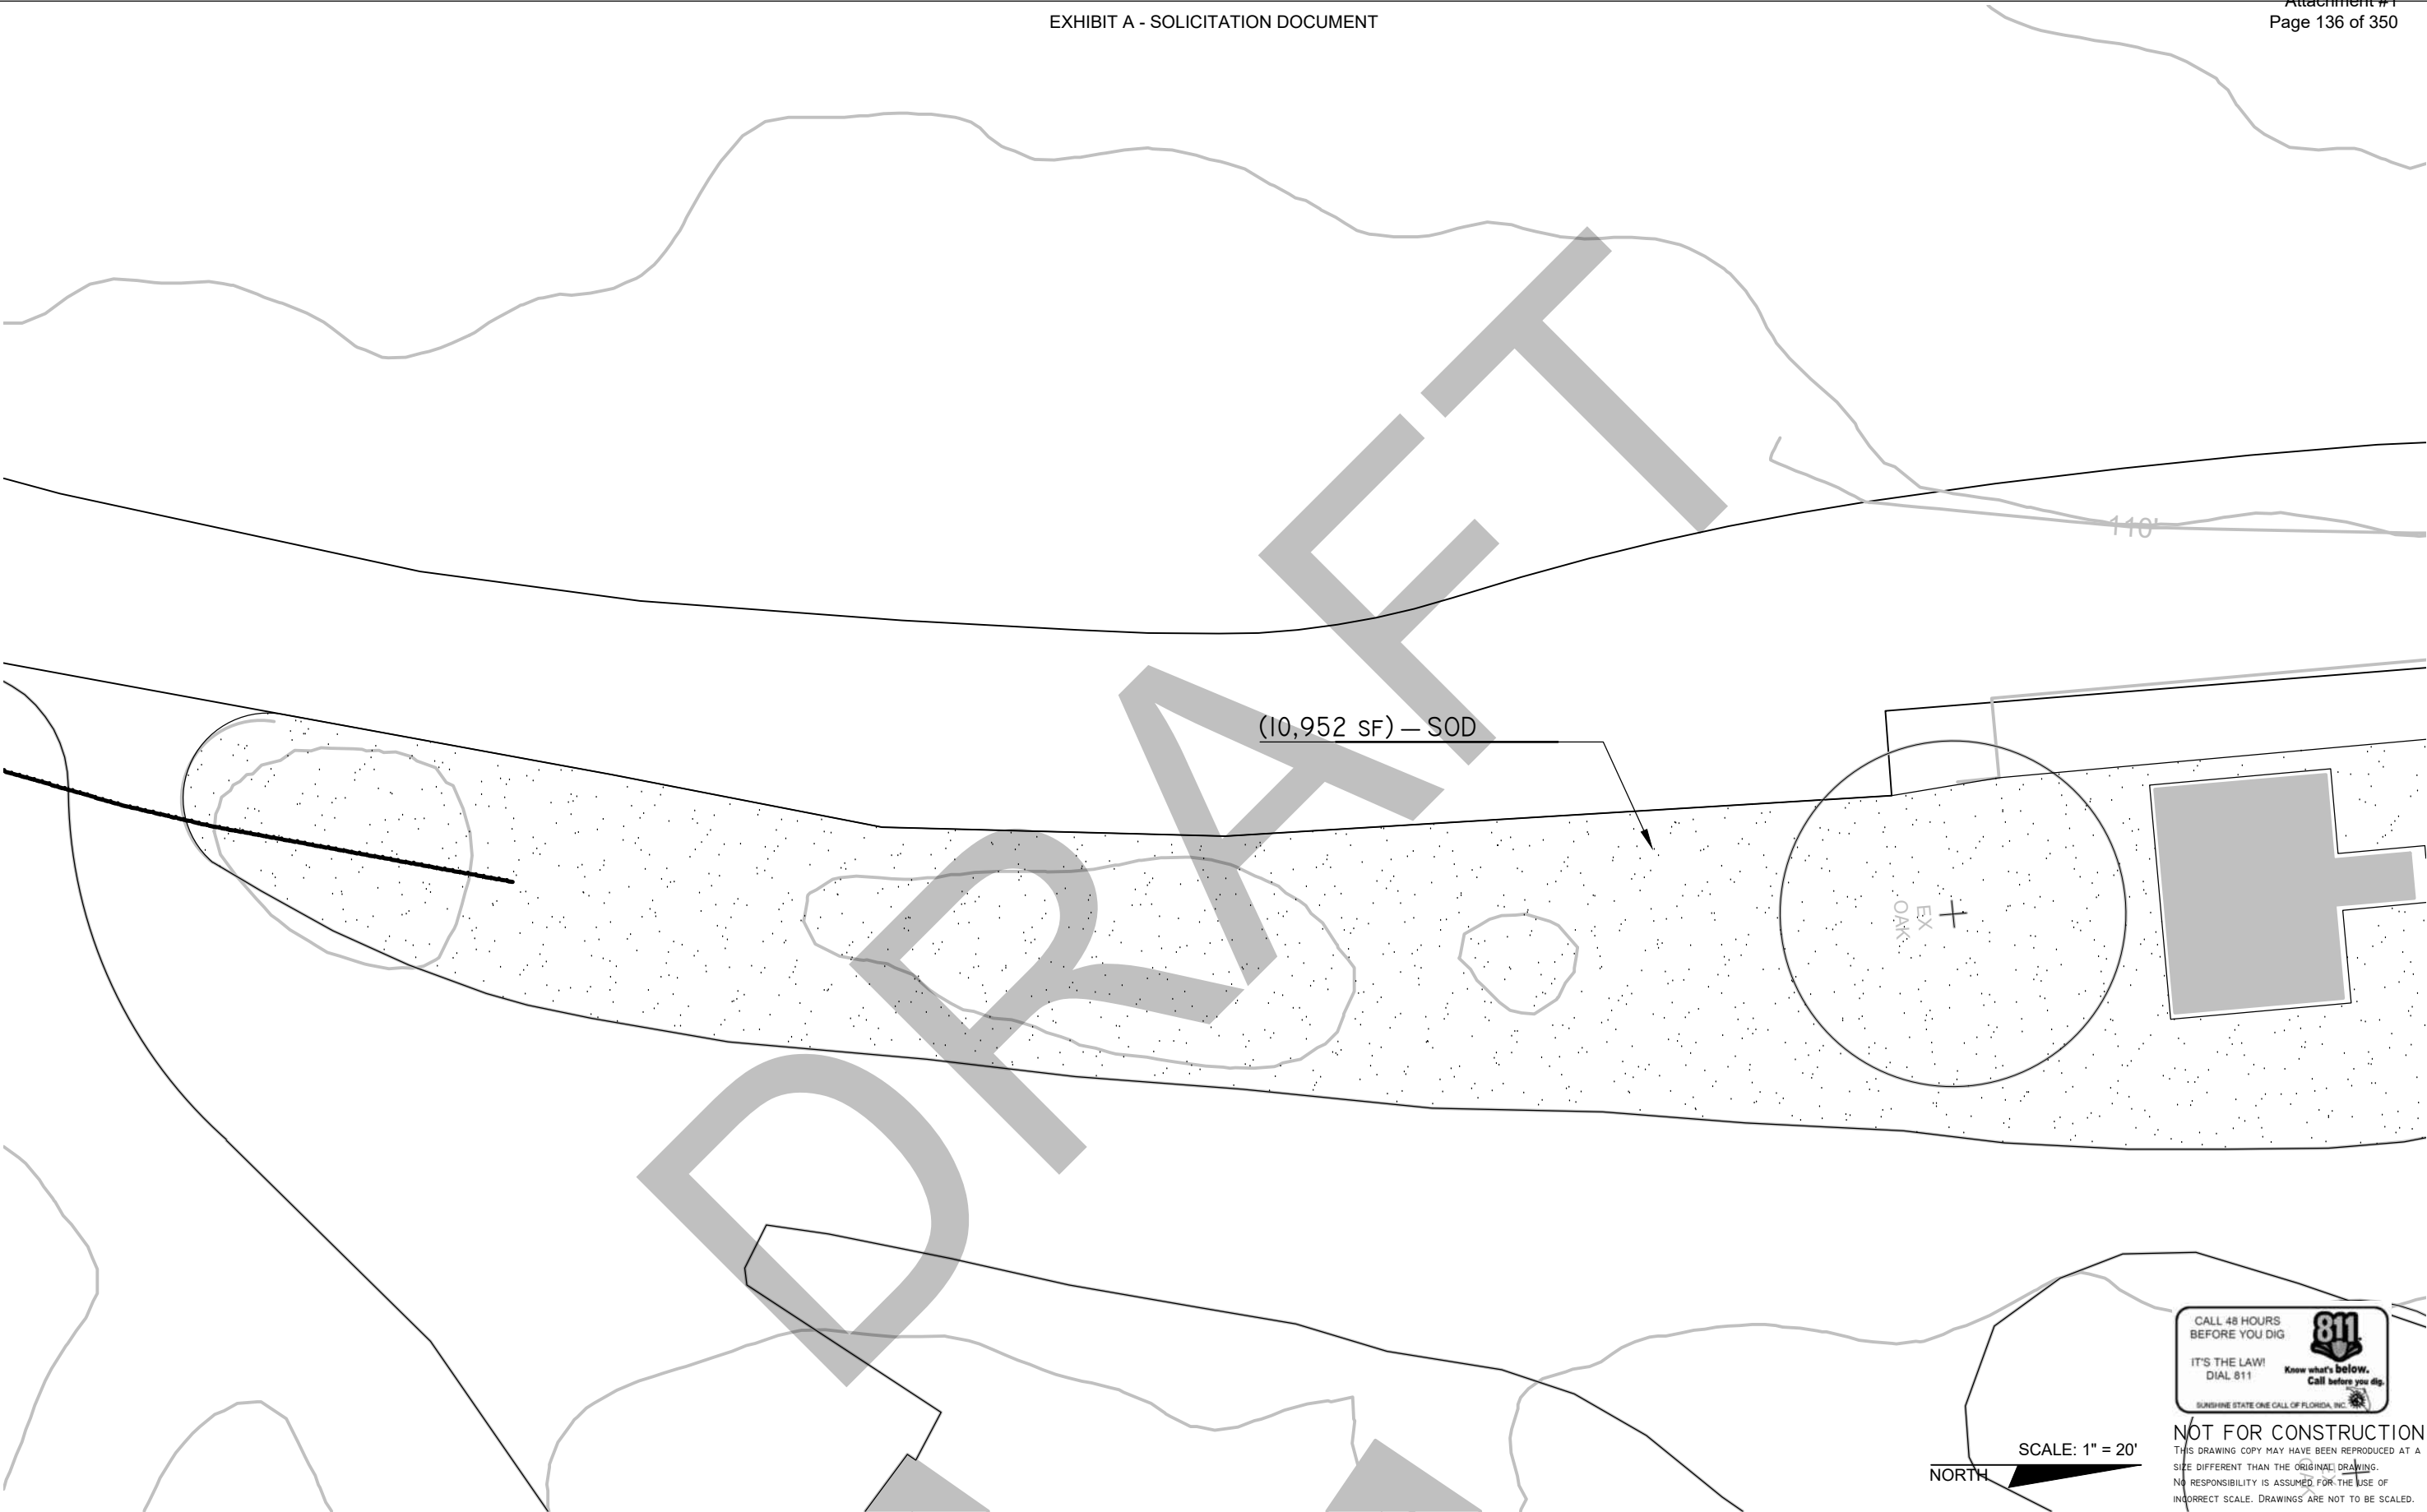 EXHIBIT A - SOLICITATION DOCUMENT
Attachment #1
Page 136 of 350
DRAFT
110'
(10,952 SF) — SOD
EX
OAK
CALL 48 HOURS
BEFORE YOU DIG
IT'S THE LAW!
DIAL 811
811
Know what's below.
Call before you dig.
SUNSHINE STATE ONE CALL OF FLORIDA, INC.
SCALE: 1" = 20'
NORTH
NOT FOR CONSTRUCTION
THIS DRAWING COPY MAY HAVE BEEN REPRODUCED AT A
SIZE DIFFERENT THAN THE ORIGINAL DRAWING.
NO RESPONSIBILITY IS ASSUMED FOR THE USE OF
INCORRECT SCALE. DRAWINGS ARE NOT TO BE SCALED.
EX
OAK